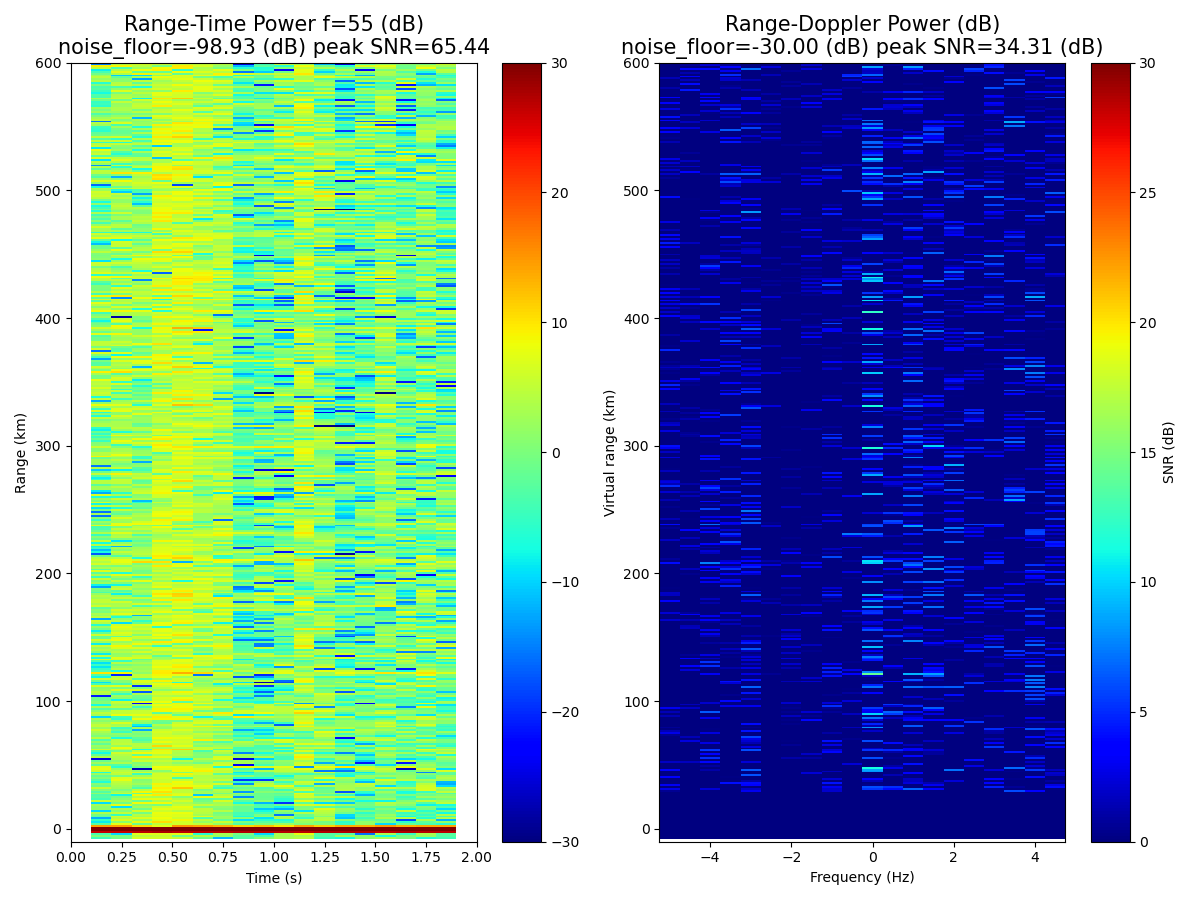 Range-Time Power f=55 (dB)
noise_floor=-98.93 (dB) peak SNR=65.44
Range-Doppler Power (dB)
noise_floor=-30.00 (dB) peak SNR=34.31 (dB)
Range (km)
600
500
400
300
200
100
0
0.00 0.25 0.50 0.75 1.00 1.25 1.50 1.75 2.00
Time (s)
30
20
10
0
−10
−20
−30
Virtual range (km)
600
500
400
300
200
100
0
−4 −2 0 2 4
Frequency (Hz)
30
25
20
15
10
5
0
SNR (dB)